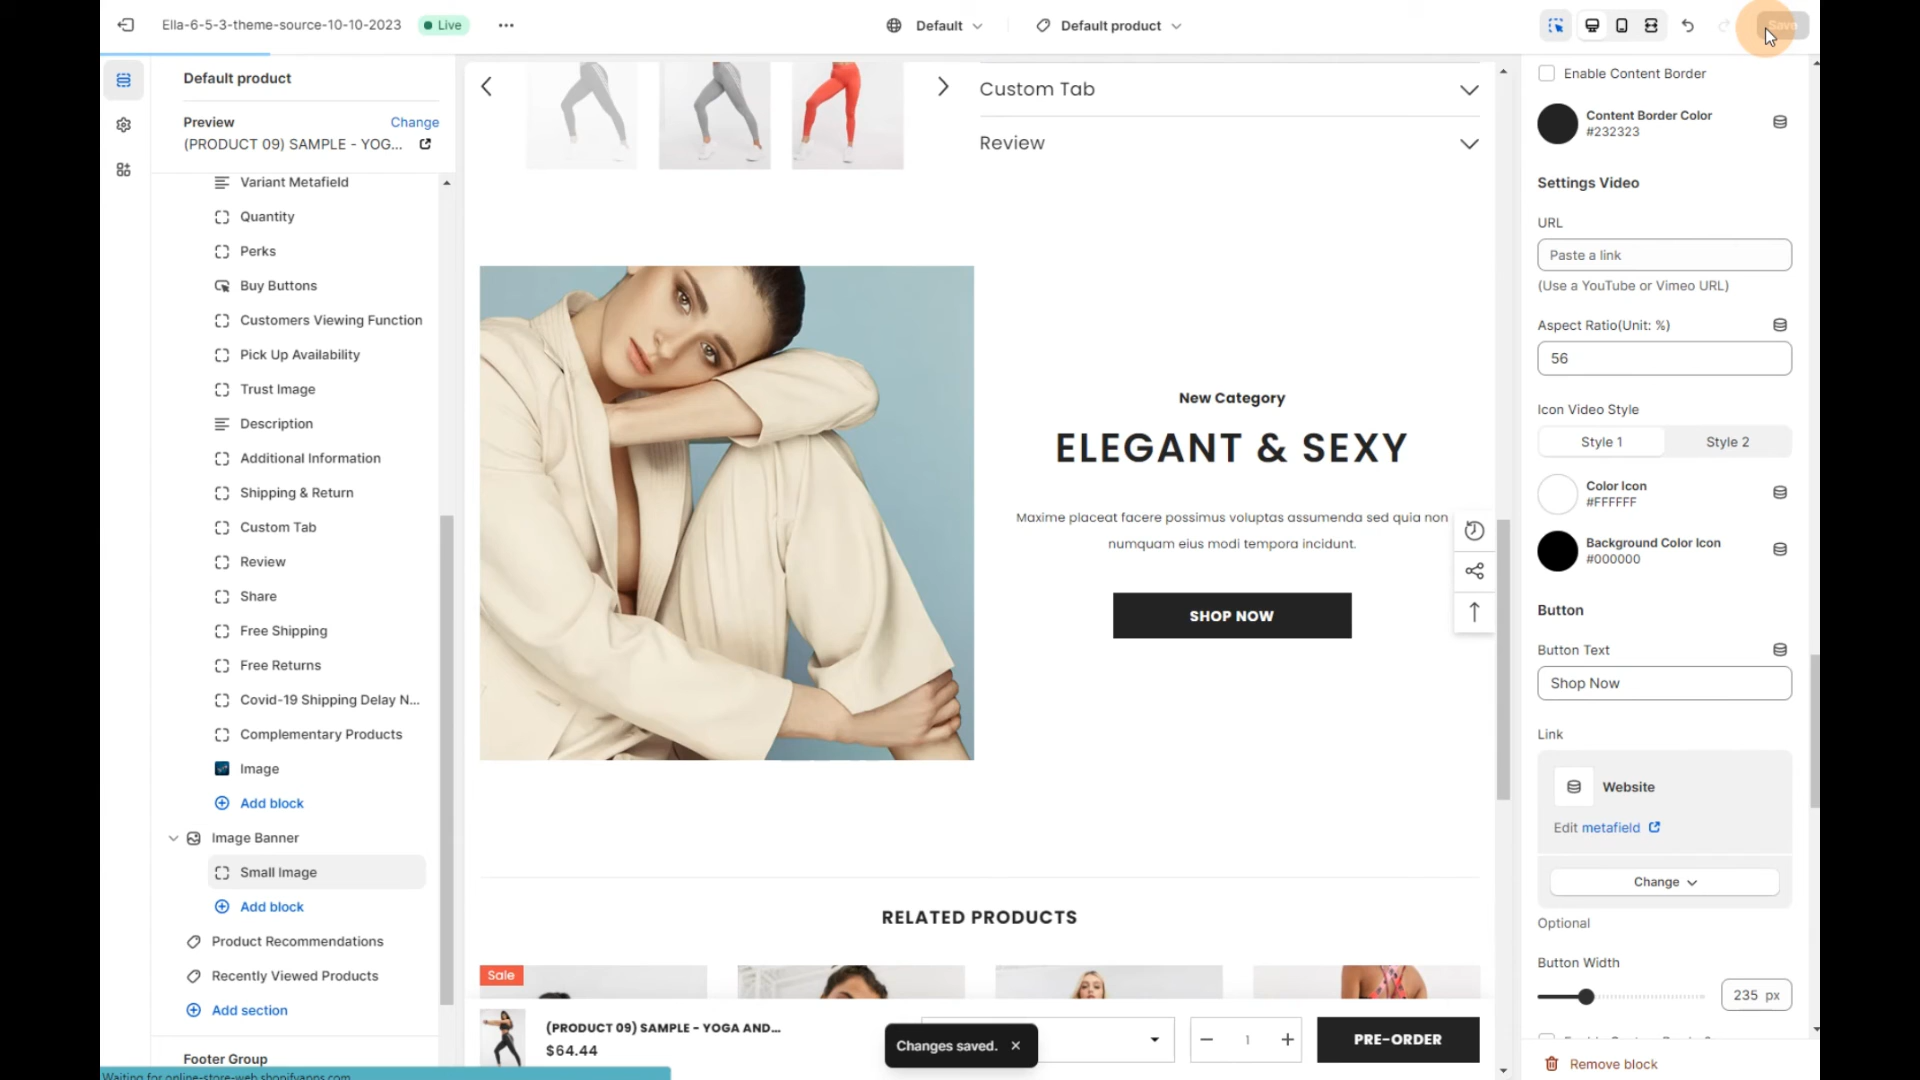 Ella-6-5-3-theme-source-10-10-2023
Live
Default
Default product
Save
Default product
Preview
Change
(PRODUCT 09) SAMPLE - YOG...
Variant Metafield
Quantity
Perks
Buy Buttons
Customers Viewing Function
Pick Up Availability
Trust Image
Description
Additional Information
Shipping & Return
Custom Tab
Review
Share
Free Shipping
Free Returns
Covid-19 Shipping Delay N...
Complementary Products
Image
Add block
Image Banner
Small Image
Add block
Product Recommendations
Recently Viewed Products
Add section
Footer Group
Waiting for online-store-web.shopifyapps.com
Custom Tab
Review
New Category
ELEGANT & SEXY
Maxime placeat facere possimus voluptas assumenda sed quia non
numquam eius modi tempora incidunt.
SHOP NOW
RELATED PRODUCTS
Sale
(PRODUCT 09) SAMPLE - YOGA AND...
$64.44
Changes saved.
1
PRE-ORDER
Enable Content Border
Content Border Color
#232323
Settings Video
URL
Paste a link
(Use a YouTube or Vimeo URL)
Aspect Ratio(Unit: %)
56
Icon Video Style
Style 1
Style 2
Color Icon
#FFFFFF
Background Color Icon
#000000
Button
Button Text
Shop Now
Link
Website
Edit metafield
Change
Optional
Button Width
235 px
Remove block